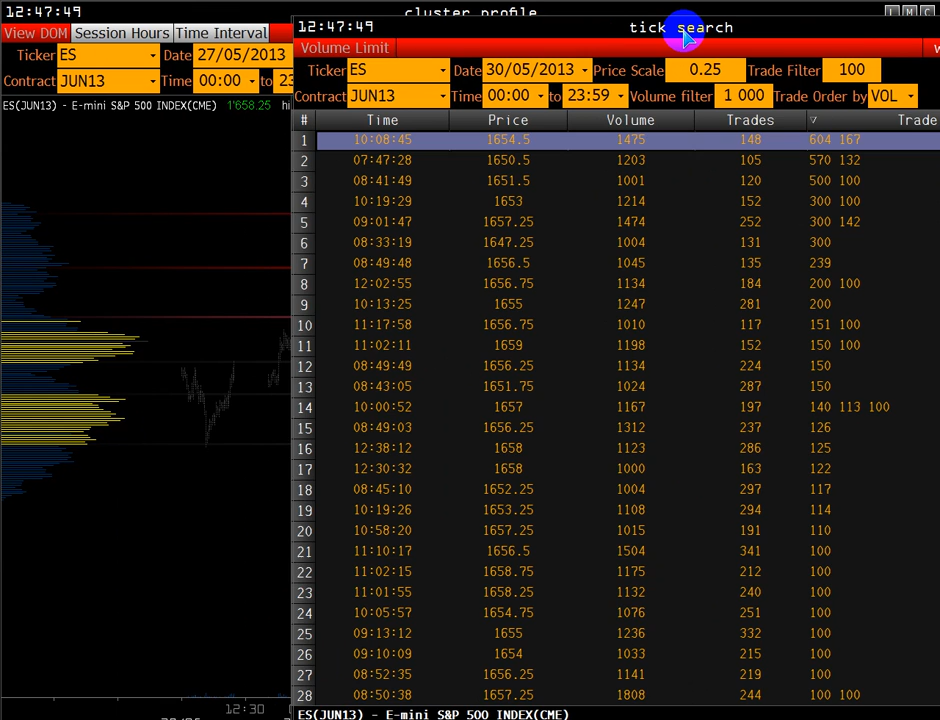 12:47:49
cluster profile
I M C
View DOM Session Hours Time Interval
Ticker ES Date 27/05/2013
Contract JUN13 Time 00:00 to 23
ES(JUN13) - E-mini S&P 500 INDEX(CME) 1'658.25 hi
12:30
12:47:49 tick search
Volume Limit
Ticker ES Date 30/05/2013 Price Scale 0.25 Trade Filter 100
Contract JUN13 Time 00:00 to 23:59 Volume filter 1 000 Trade Order by VOL
# Time Price Volume Trades Trade
1 10:08:45 1654.5 1475 148 604 167
2 07:47:28 1650.5 1203 105 570 132
3 08:41:49 1651.5 1001 120 500 100
4 10:19:29 1653 1214 152 300 100
5 09:01:47 1657.25 1474 252 300 142
6 08:33:19 1647.25 1004 131 300
7 08:49:48 1656.5 1045 135 239
8 12:02:55 1656.75 1134 184 200 100
9 10:13:25 1655 1247 281 200
10 11:17:58 1656.75 1010 117 151 100
11 11:02:11 1659 1198 152 150 100
12 08:49:49 1656.25 1134 224 150
13 08:43:05 1651.75 1024 287 150
14 10:00:52 1657 1167 197 140 113 100
15 08:49:03 1656.25 1312 237 126
16 12:38:12 1658 1123 286 125
17 12:30:32 1658 1000 163 122
18 08:45:10 1652.25 1004 297 117
19 10:19:26 1653.25 1108 294 114
20 10:58:20 1657.25 1015 191 110
21 11:10:17 1656.5 1504 341 100
22 11:02:15 1658.75 1175 212 100
23 11:01:55 1658.25 1132 240 100
24 10:05:57 1654.75 1076 251 100
25 09:13:12 1655 1236 332 100
26 09:10:09 1654 1033 215 100
27 08:52:35 1656.25 1141 219 100
28 08:50:38 1657.25 1808 244 100 100
ES(JUN13) - E-mini S&P 500 INDEX(CME)